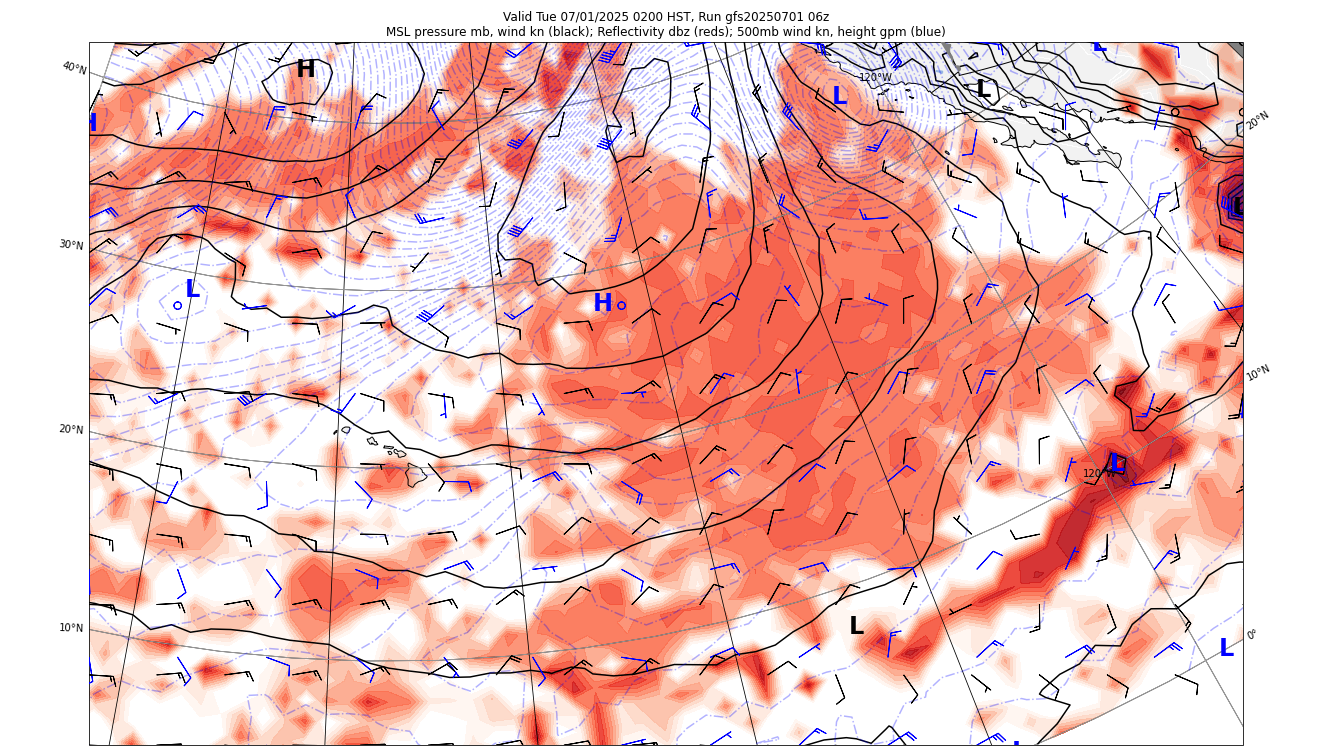 Valid Tue 07/01/2025 0200 HST, Run gfs20250701 06z
MSL pressure mb, wind kn (black); Reflectivity dbz (reds); 500mb wind kn, height gpm (blue)
L
40°N
H
120°W
L
L
H
20°N
L
30°N
L
H
10°N
20°N
L
120°W
10°N
L
0°
L
L